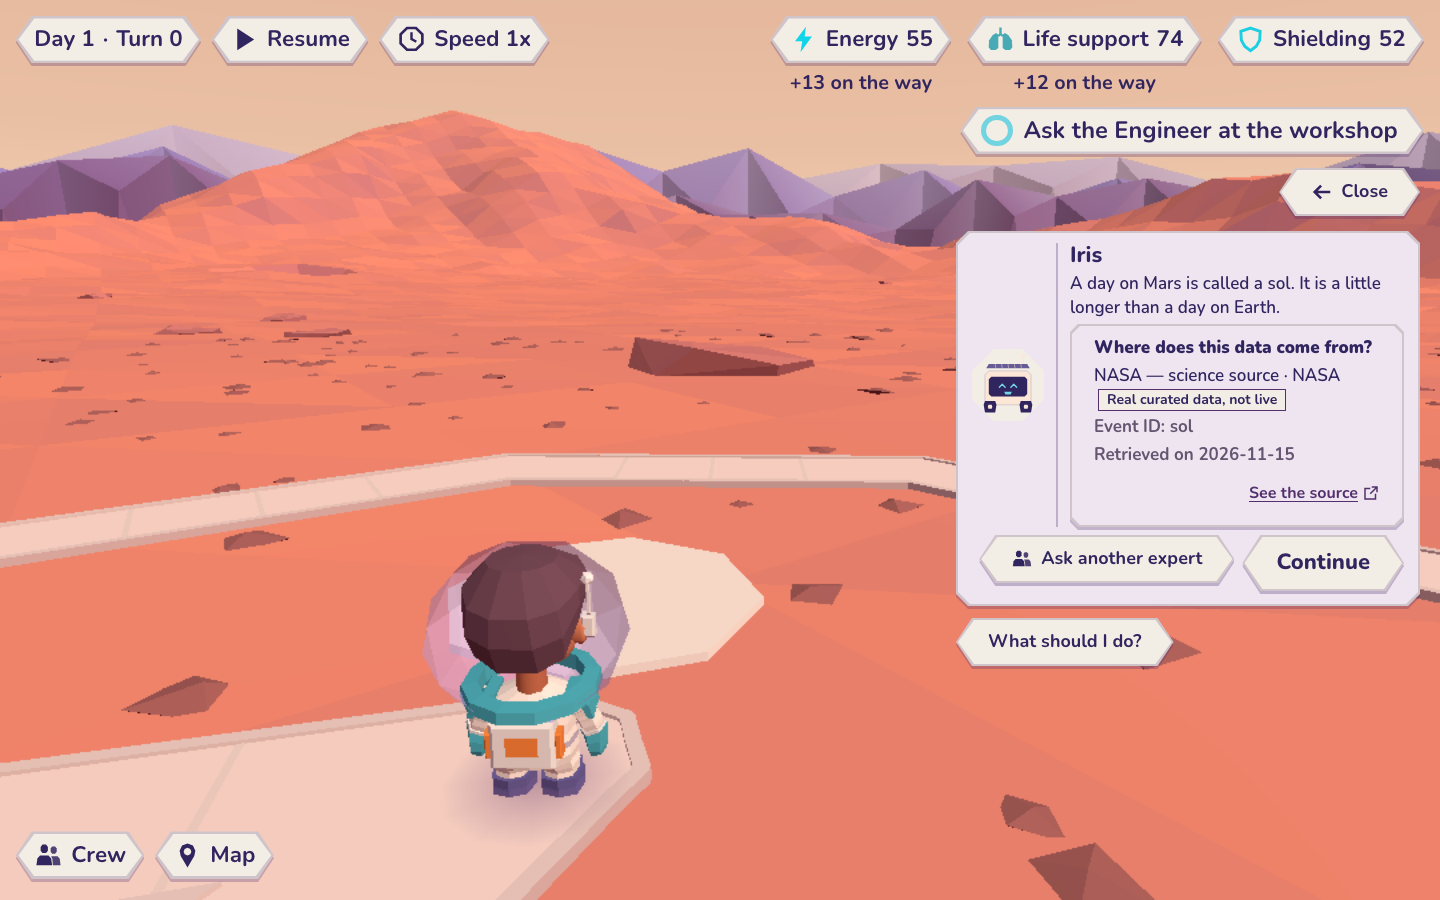 Day 1 · Turn 0
Resume
Speed 1x
Energy 55
Life support 74
Shielding 52
+13 on the way
+12 on the way
Ask the Engineer at the workshop
Close
Iris
A day on Mars is called a sol. It is a little
longer than a day on Earth.
Where does this data come from?
NASA — science source · NASA
Real curated data, not live
Event ID: sol
Retrieved on 2026-11-15
See the source
Ask another expert
Continue
What should I do?
Crew
Map